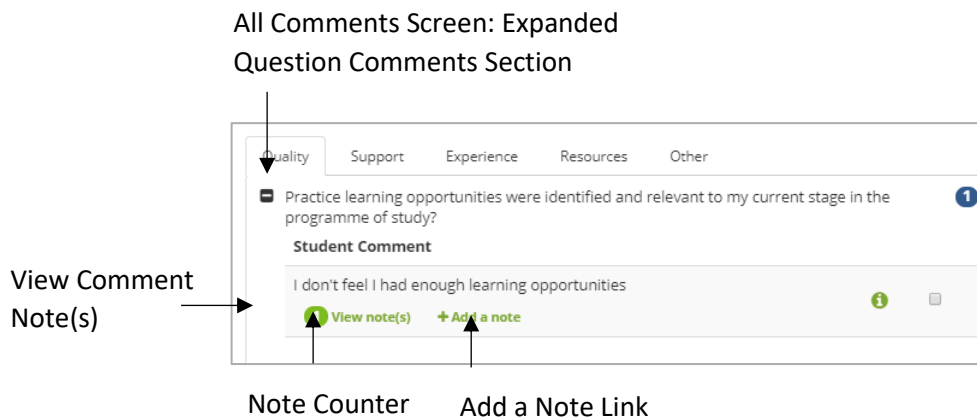 All Comments Screen: Expanded
Question Comments Section
Quality Support Experience Resources Other
Practice learning opportunities were identified and relevant to my current stage in the 1
programme of study?
Student Comment
View Comment
Note(s)
I don't feel I had enough learning opportunities
View note(s) + Add a note
Note Counter Add a Note Link